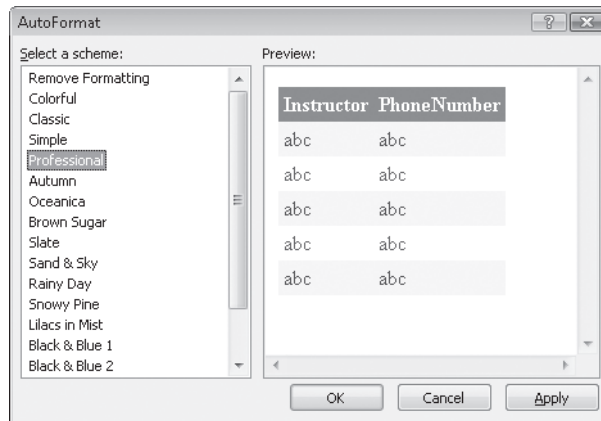 AutoFormat
Select a scheme:
Remove Formatting
Colorful
Classic
Simple
Professional
Autumn
Oceanica
Brown Sugar
Slate
Sand & Sky
Rainy Day
Snowy Pine
Lilacs in Mist
Black & Blue 1
Black & Blue 2
Preview:
Instructor PhoneNumber
abc abc
abc abc
abc abc
abc abc
abc abc
OK Cancel Apply